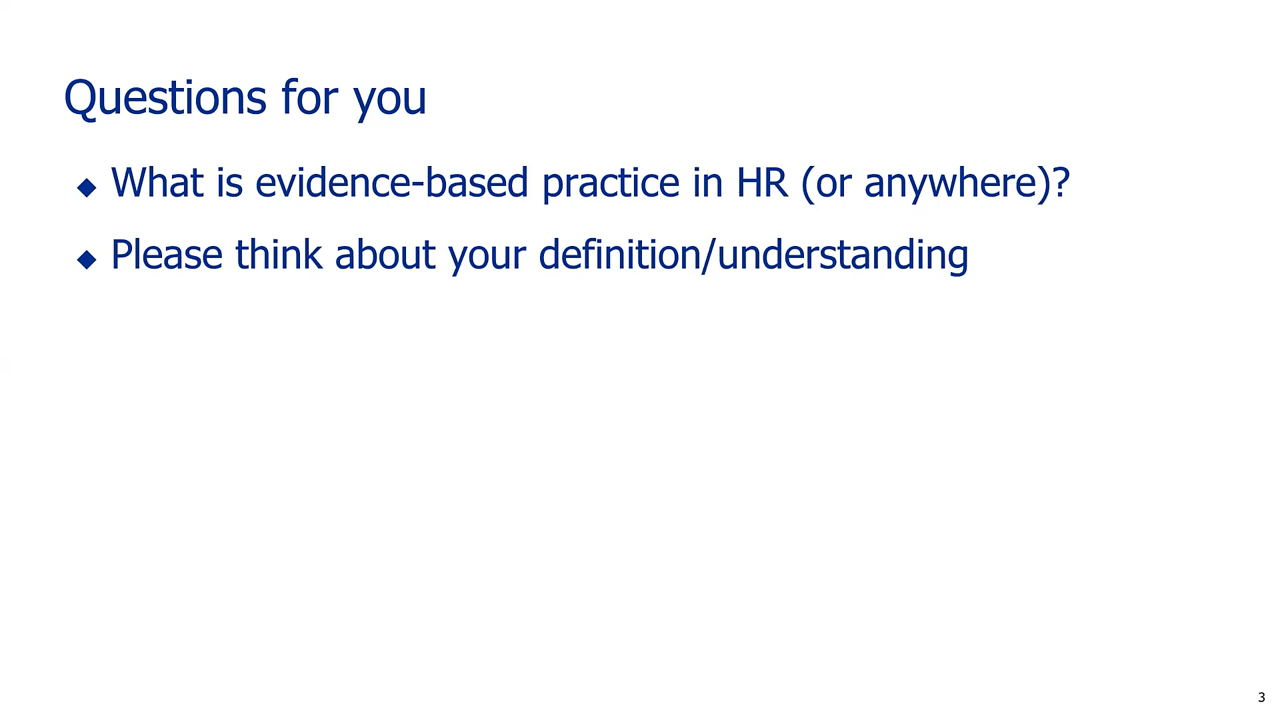 Questions for you
◆ What is evidence-based practice in HR (or anywhere)?
◆ Please think about your definition/understanding
3